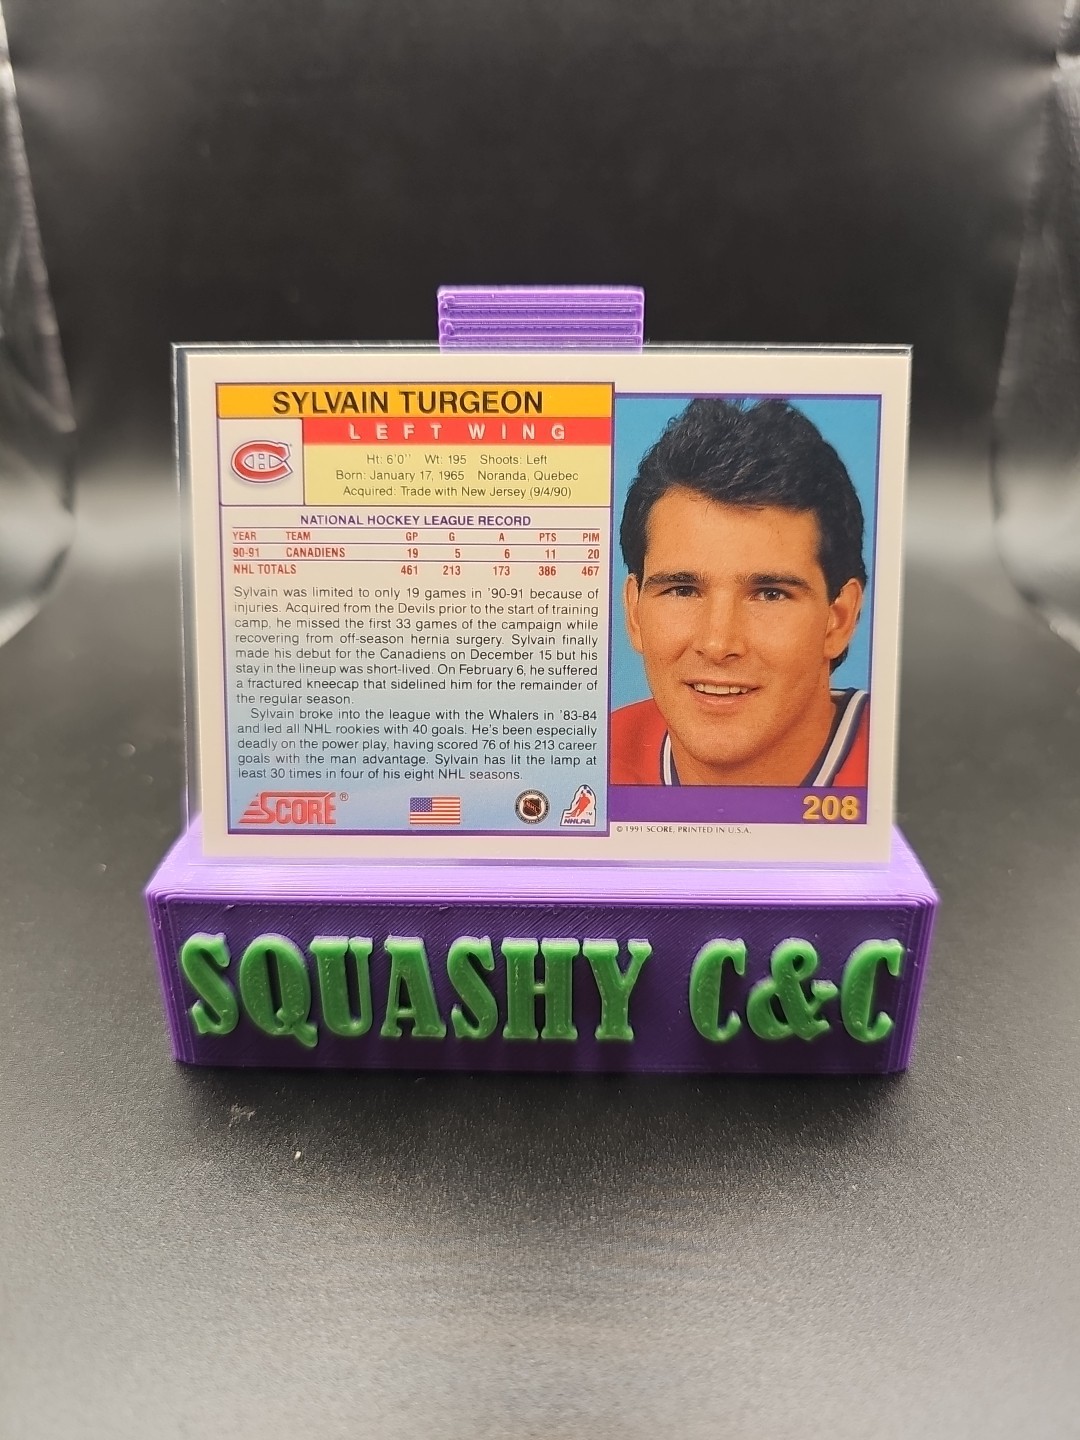 SYLVAIN TURGEON
LEFT WING
Ht: 6'0'' Wt: 195 Shoots: Left
Born: January 17, 1965 Noranda, Quebec
Acquired: Trade with New Jersey (9/4/90)
NATIONAL HOCKEY LEAGUE RECORD
YEAR TEAM GP G A PTS PIM
90-91 CANADIENS 19 5 6 11 20
NHL TOTALS 461 213 173 386 467
Sylvain was limited to only 19 games in '90-91 because of
injuries. Acquired from the Devils prior to the start of training
camp, he missed the first 33 games of the campaign while
recovering from off-season hernia surgery. Sylvain finally
made his debut for the Canadiens on December 15 but his
stay in the lineup was short-lived. On February 6, he suffered
a fractured kneecap that sidelined him for the remainder of
the regular season.
Sylvain broke into the league with the Whalers in '83-84
and led all NHL rookies with 40 goals. He's been especially
deadly on the power play, having scored 76 of his 213 career
goals with the man advantage. Sylvain has lit the lamp at
least 30 times in four of his eight NHL seasons.
SCORE®
NHLPA
TM
208
© 1991 SCORE, PRINTED IN U.S.A.
SQUASHY C&C